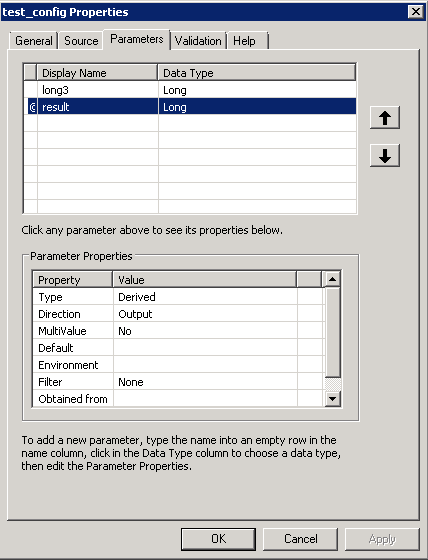 test_config Properties
General Source Parameters Validation Help
Display Name Data Type
long3 Long
@ result Long
Click any parameter above to see its properties below.
Parameter Properties
Property Value
Type Derived
Direction Output
MultiValue No
Default
Environment
Filter None
Obtained from
To add a new parameter, type the name into an empty row in the
name column, click in the Data Type column to choose a data type,
then edit the Parameter Properties.
OK Cancel Apply